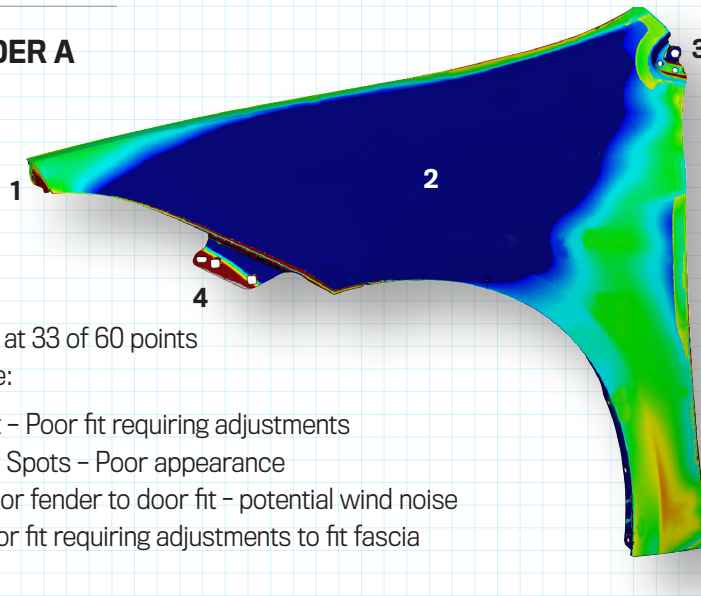 DER A
3
1
2
4
at 33 of 60 points
e:
t – Poor fit requiring adjustments
Spots – Poor appearance
or fender to door fit – potential wind noise
or fit requiring adjustments to fit fascia